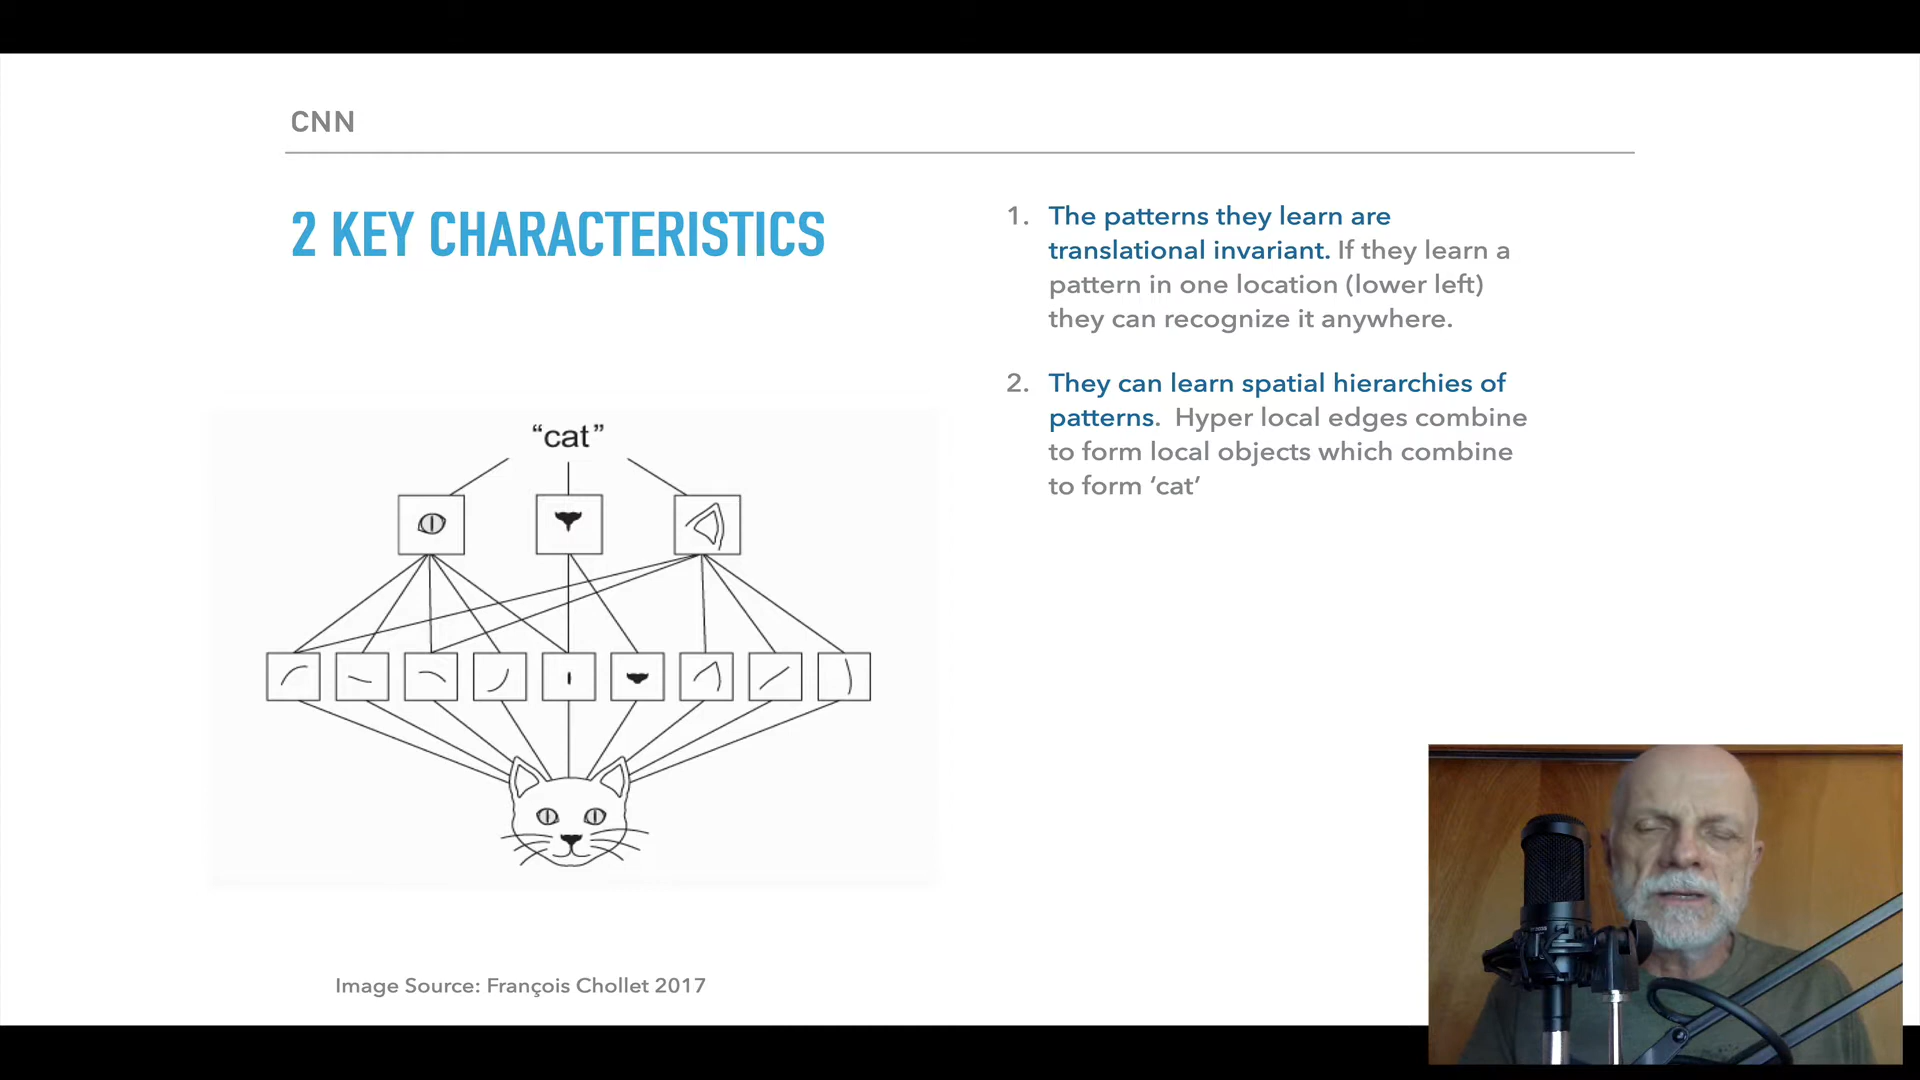 CNN
2 KEY CHARACTERISTICS
1. The patterns they learn are
translational invariant. If they learn a
pattern in one location (lower left)
they can recognize it anywhere.
2. They can learn spatial hierarchies of
patterns.  Hyper local edges combine
to form local objects which combine
to form ‘cat’
“cat”
Image Source: François Chollet 2017